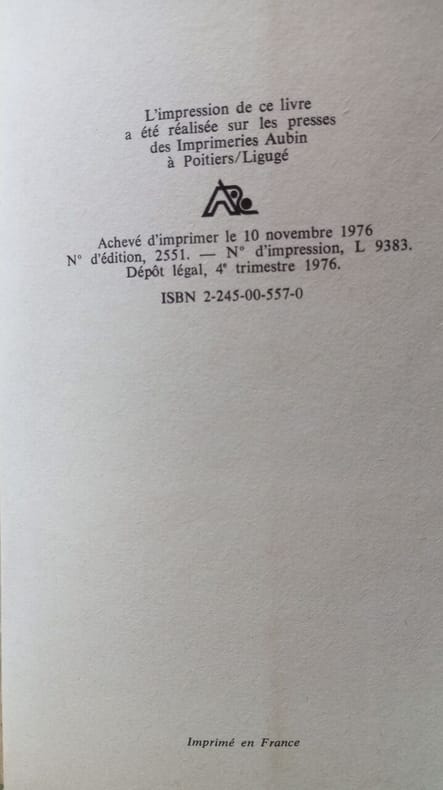 L'impression de ce livre
a été réalisée sur les presses
des Imprimeries Aubin
à Poitiers/Ligugé
Achevé d'imprimer le 10 novembre 1976
N° d'édition, 2551. — N° d'impression, L 9383.
Dépôt légal, 4e trimestre 1976.
ISBN 2-245-00-557-0
Imprimé en France